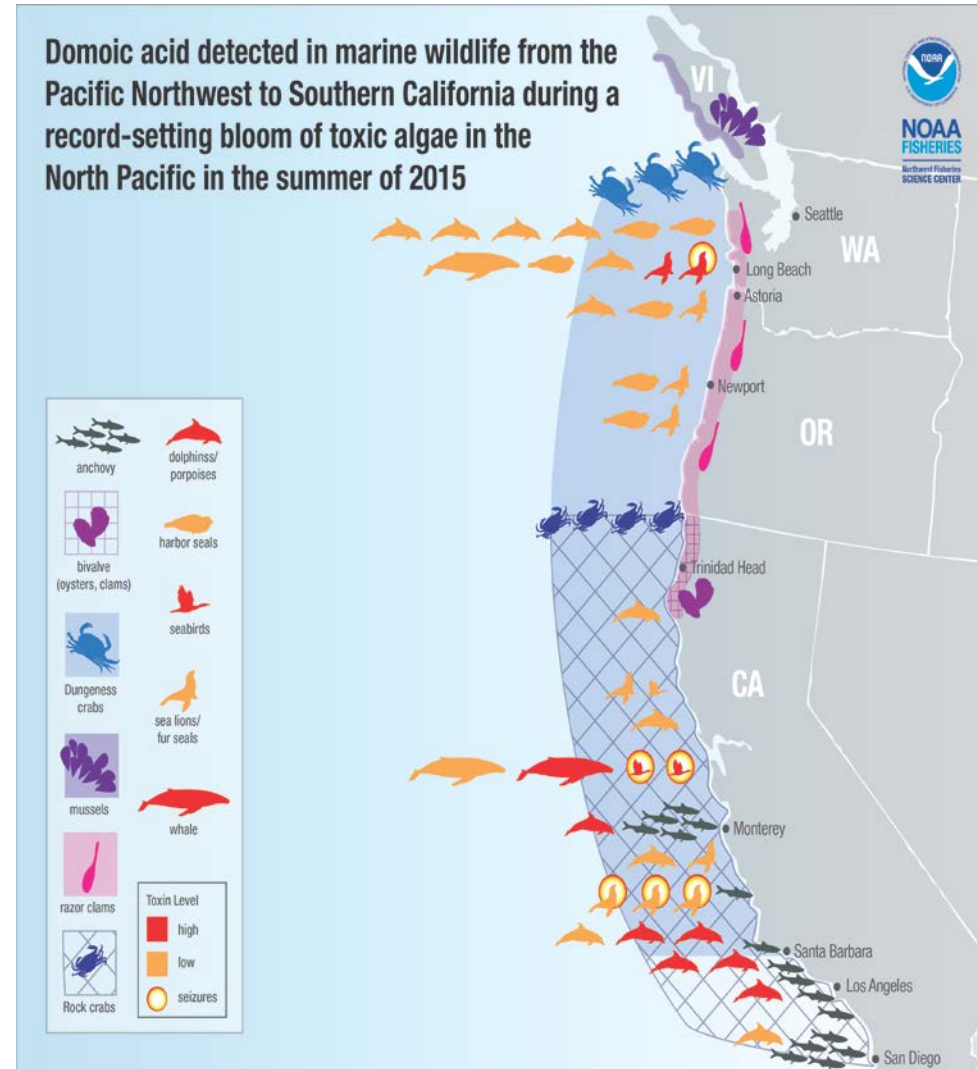 Domoic acid detected in marine wildlife from the
Pacific Northwest to Southern California during a
record-setting bloom of toxic algae in the
North Pacific in the summer of 2015
VI
NOAA
NOAA
FISHERIES
Northwest Fisheries
SCIENCE CENTER
Seattle
WA
Long Beach
Astoria
Newport
OR
Trinidad Head
CA
Monterey
Santa Barbara
Los Angeles
San Diego
anchovy
dolphinss/
porpoises
bivalve
(oysters, clams)
harbor seals
Dungeness
crabs
seabirds
mussels
sea lions/
fur seals
razor clams
whale
Rock crabs
Toxin Level
high
low
seizures